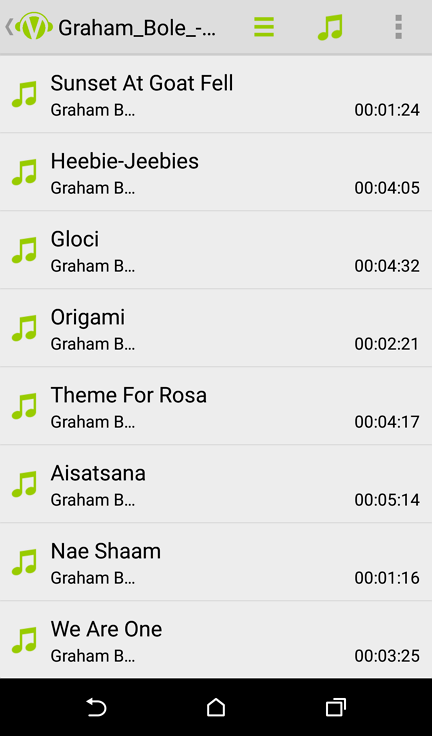 Graham_Bole_-...
Sunset At Goat Fell
Graham B...
00:01:24
Heebie-Jeebies
Graham B...
00:04:05
Gloci
Graham B...
00:04:32
Origami
Graham B...
00:02:21
Theme For Rosa
Graham B...
00:04:17
Aisatsana
Graham B...
00:05:14
Nae Shaam
Graham B...
00:01:16
We Are One
Graham B...
00:03:25